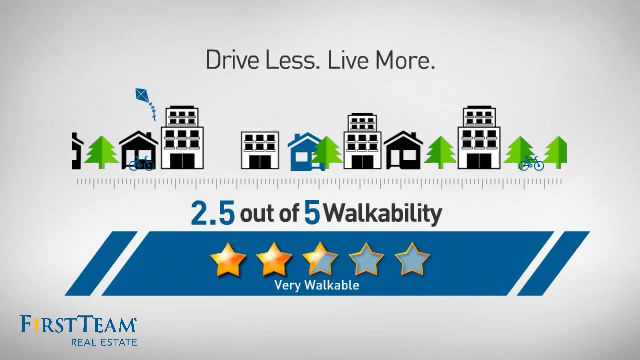 Drive Less. Live More.
2.5 out of 5 Walkability
Very Walkable
FIRSTTEAM®
REAL ESTATE